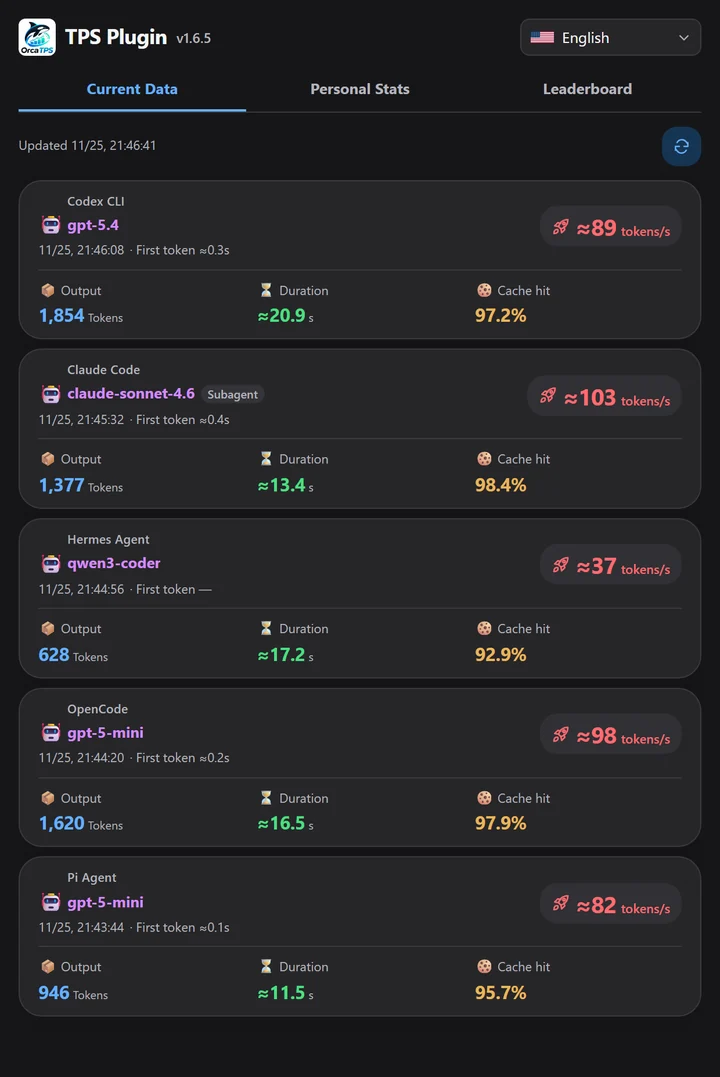 OrcaTPS
TPS Plugin v1.6.5
English
Current Data Personal Stats Leaderboard
Updated 11/25, 21:46:41
Codex CLI
gpt-5.4
≈89 tokens/s
11/25, 21:46:08 · First token ≈0.3s
Output Duration Cache hit
1,854 Tokens ≈20.9 s 97.2%
Claude Code
claude-sonnet-4.6 Subagent
≈103 tokens/s
11/25, 21:45:32 · First token ≈0.4s
Output Duration Cache hit
1,377 Tokens ≈13.4 s 98.4%
Hermes Agent
qwen3-coder
≈37 tokens/s
11/25, 21:44:56 · First token —
Output Duration Cache hit
628 Tokens ≈17.2 s 92.9%
OpenCode
gpt-5-mini
≈98 tokens/s
11/25, 21:44:20 · First token ≈0.2s
Output Duration Cache hit
1,620 Tokens ≈16.5 s 97.9%
Pi Agent
gpt-5-mini
≈82 tokens/s
11/25, 21:43:44 · First token ≈0.1s
Output Duration Cache hit
946 Tokens ≈11.5 s 95.7%